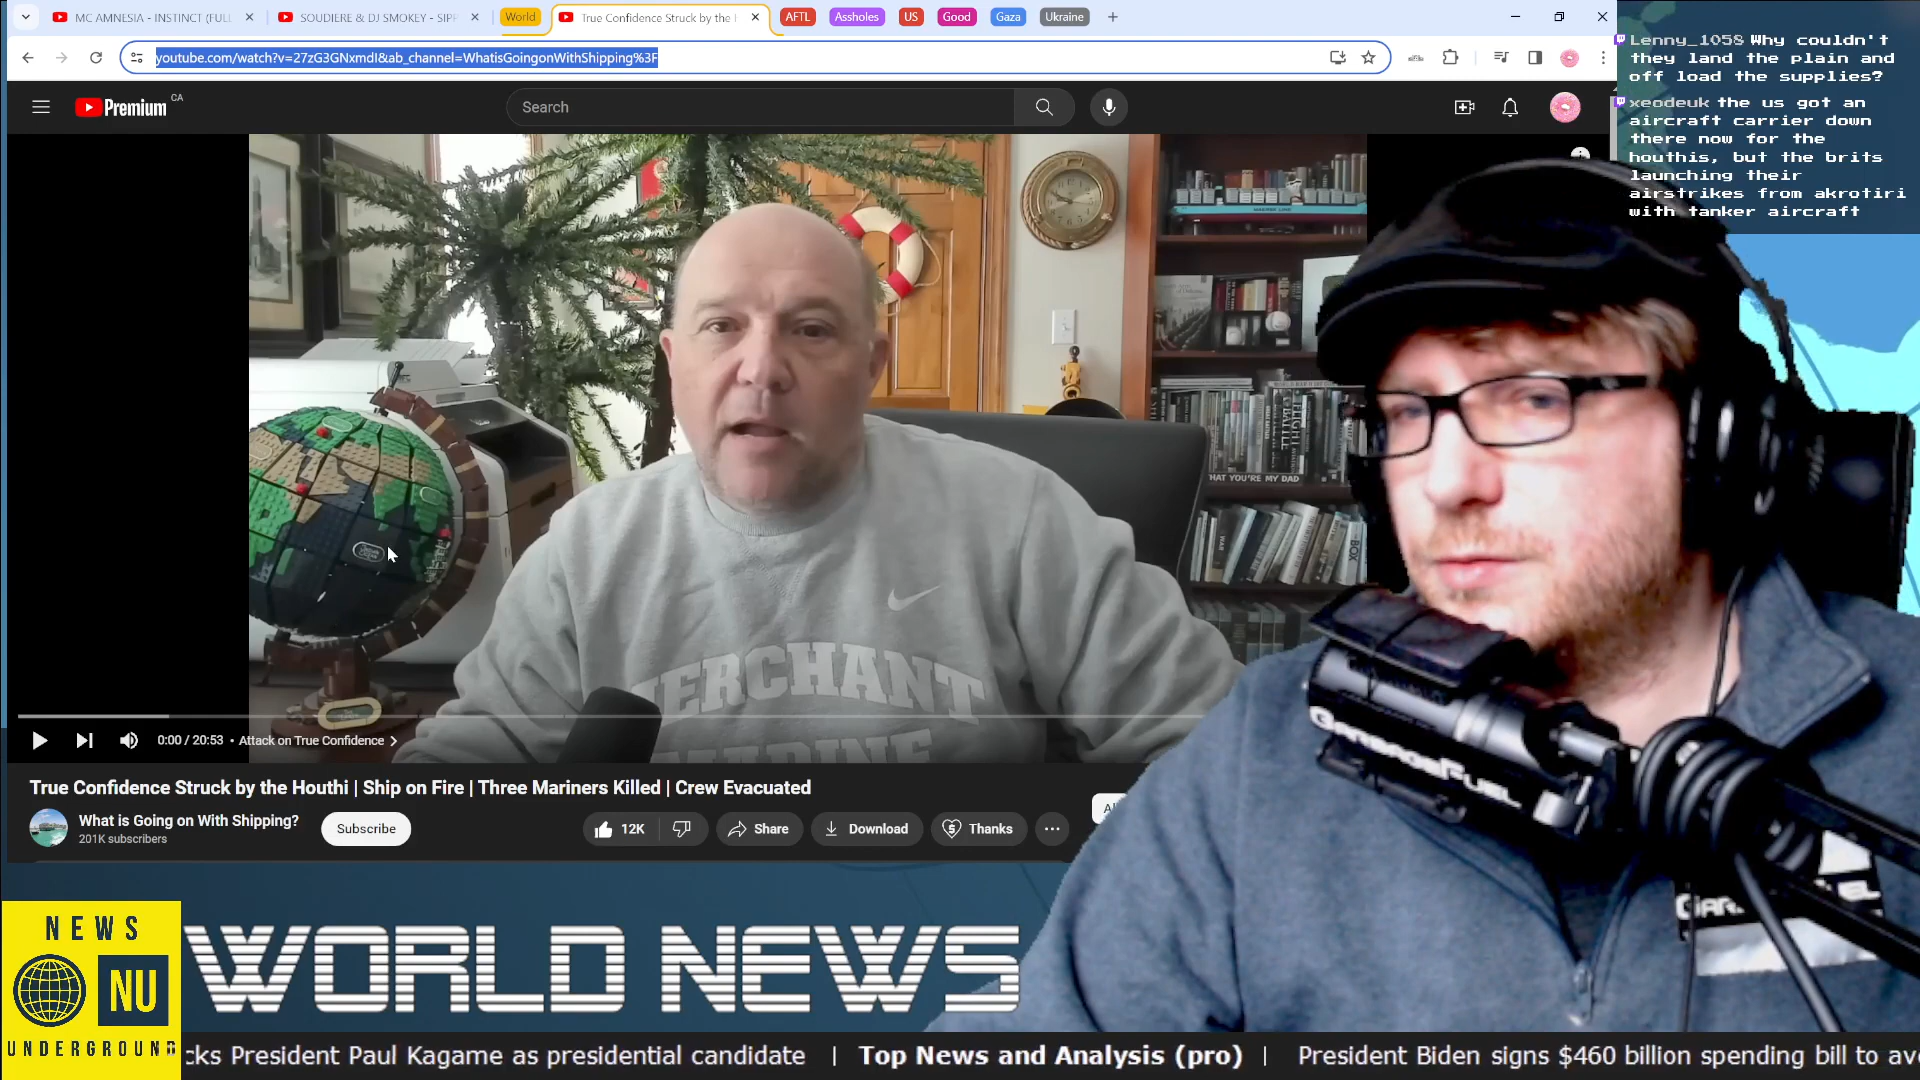 MC AMNESIA - INSTINCT (FULL
SOUDIERE & DJ SMOKEY - SIPP
World
True Confidence Struck by the
AFTL
Assholes
US
Good
Gaza
Ukraine
youtube.com/watch?v=27zG3GNxmdI&ab_channel=WhatisGoingonWithShipping%3F
Premium CA
Search
Lenny_1058 Why couldn't
they land the plain and
off load the supplies?
xeodeuk the us got an
aircraft carrier down
there now for the
houthis, but the brits
launching their
airstrikes from akrotiri
with tanker aircraft
HAT YOU'RE MY DAD
MERCHANT
MARINE
0:00 / 20:53 • Attack on True Confidence
True Confidence Struck by the Houthi | Ship on Fire | Three Mariners Killed | Crew Evacuated
What is Going on With Shipping?
201K subscribers
Subscribe
12K
Share
Download
Thanks
NEWS
NU
UNDERGROUND
WORLD NEWS
cks President Paul Kagame as presidential candidate | Top News and Analysis (pro) | President Biden signs $460 billion spending bill to av